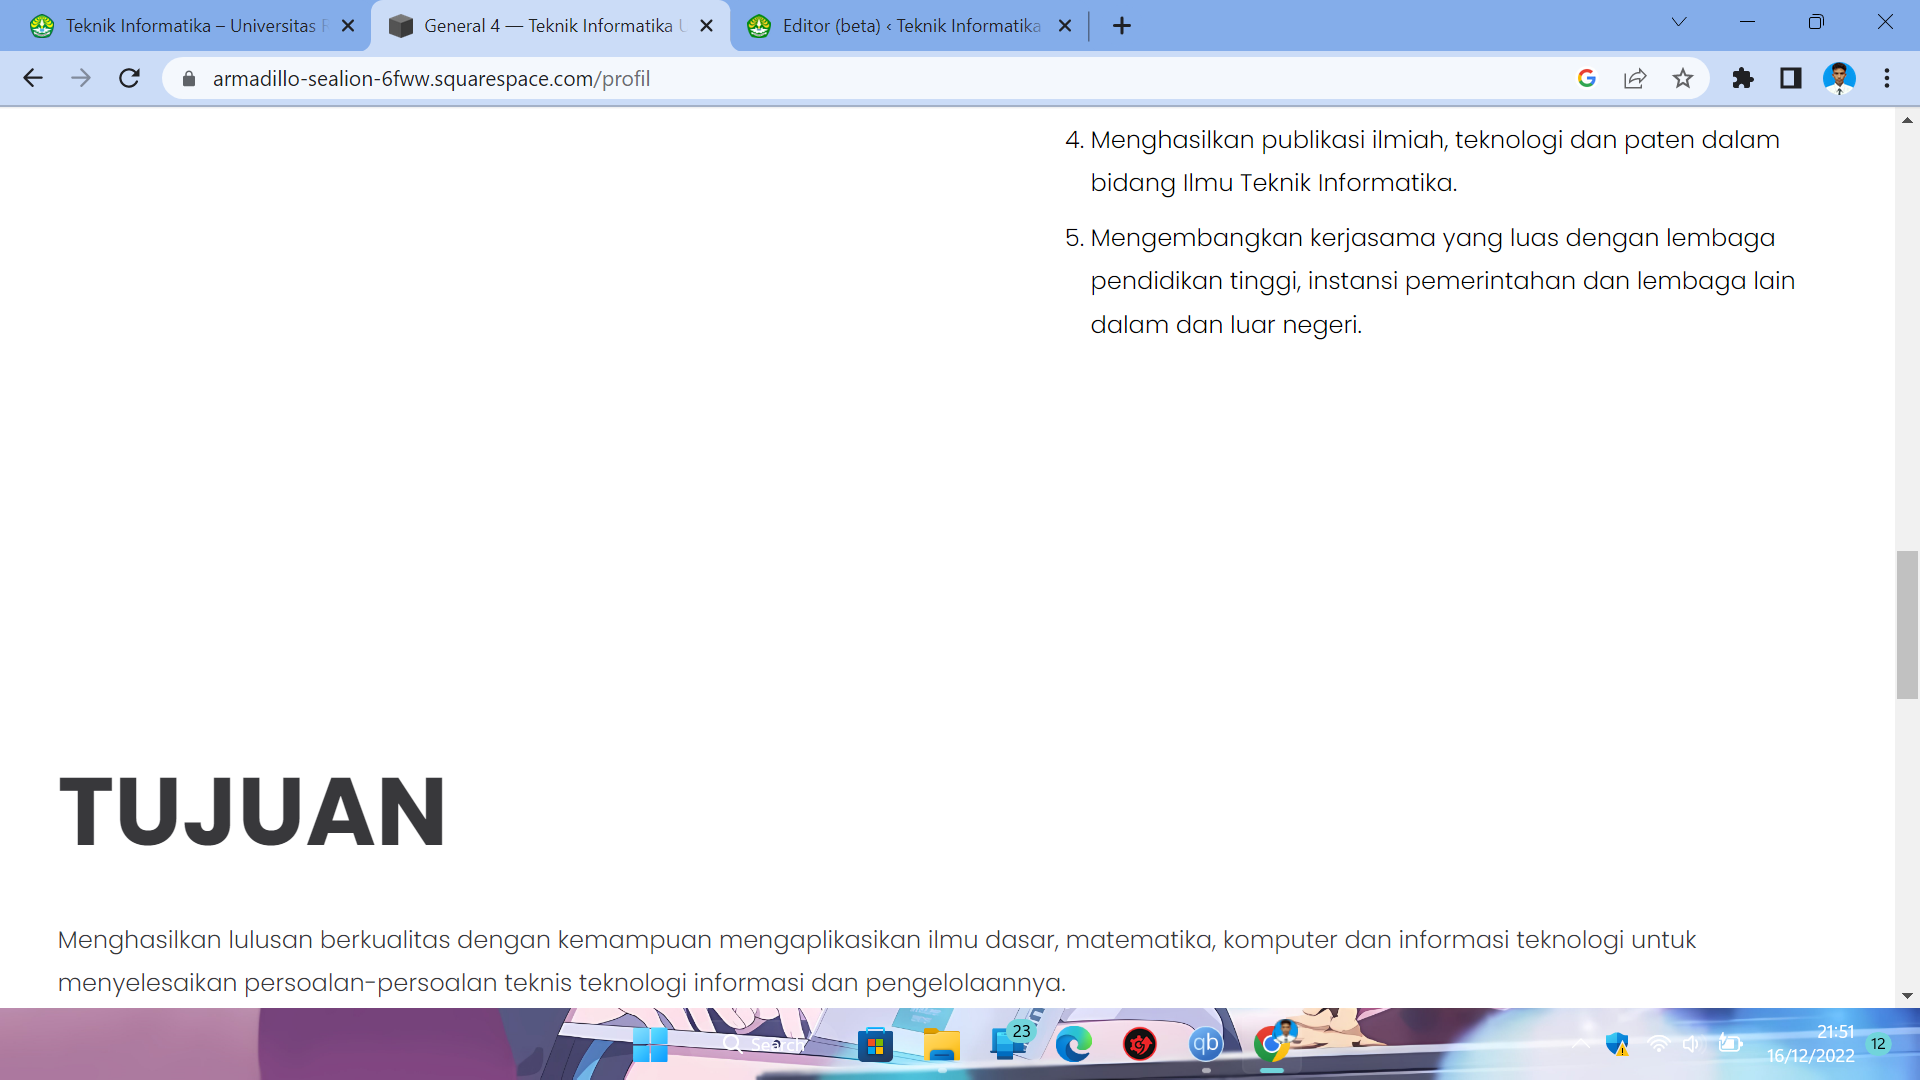 Teknik Informatika – Universitas
General 4 — Teknik Informatika
Editor (beta) ‹ Teknik Informatika
armadillo-sealion-6fww.squarespace.com/profil
4. Menghasilkan publikasi ilmiah, teknologi dan paten dalam
bidang Ilmu Teknik Informatika.
5. Mengembangkan kerjasama yang luas dengan lembaga
pendidikan tinggi, instansi pemerintahan dan lembaga lain
dalam dan luar negeri.
TUJUAN
Menghasilkan lulusan berkualitas dengan kemampuan mengaplikasikan ilmu dasar, matematika, komputer dan informasi teknologi untuk
menyelesaikan persoalan-persoalan teknis teknologi informasi dan pengelolaannya.
Search
23
qb
21:51
16/12/2022
12